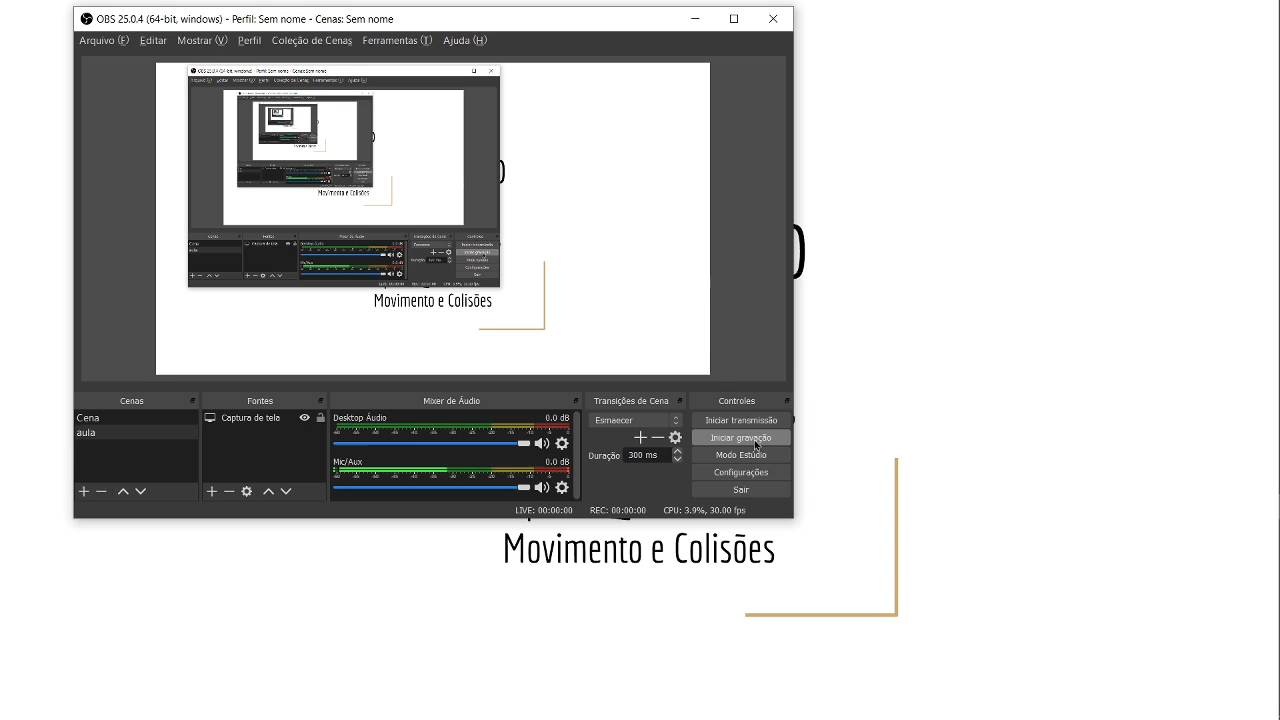 OBS 25.0.4 (64-bit, windows) - Perfil: Sem nome - Cenas: Sem nome
Arquivo (F) Editar Mostrar (V) Perfil Coleção de Cenas Ferramentas (T) Ajuda (H)
Movimento e Colisões
Movimento e Colisões
Cenas
Cena
aula
Fontes
Captura de tela
Mixer de Áudio
Desktop Áudio 0.0 dB
Mic/Aux 0.0 dB
Transições de Cena
Esmaecer
Duração 300 ms
Controles
Iniciar transmissão
Iniciar gravação
Modo Estúdio
Configurações
Sair
LIVE: 00:00:00 REC: 00:00:00 CPU: 3.9%, 30.00 fps
Movimento e Colisões